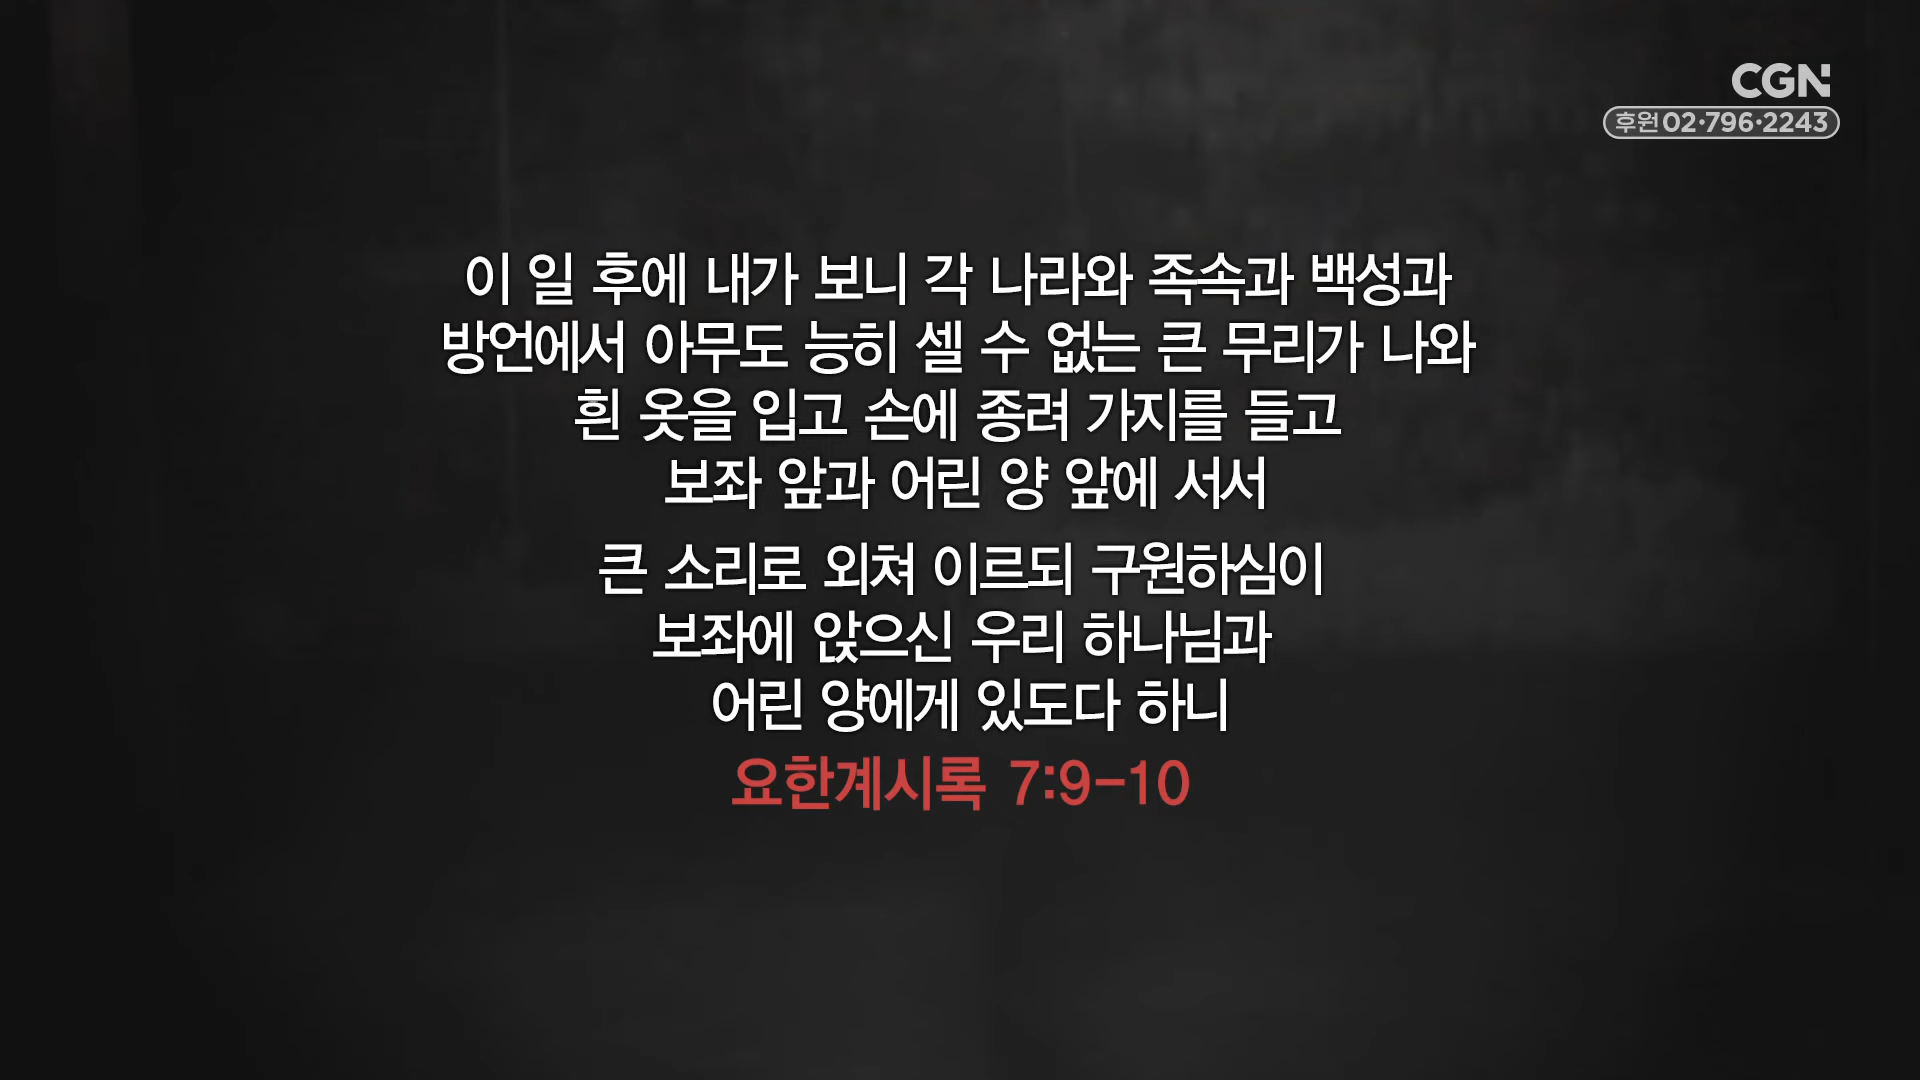 CGN
후원 02·796·2243
이 일 후에 내가 보니 각 나라와 족속과 백성과
방언에서 아무도 능히 셀 수 없는 큰 무리가 나와
흰 옷을 입고 손에 종려 가지를 들고
보좌 앞과 어린 양 앞에 서서
큰 소리로 외쳐 이르되 구원하심이
보좌에 앉으신 우리 하나님과
어린 양에게 있도다 하니
요한계시록 7:9-10